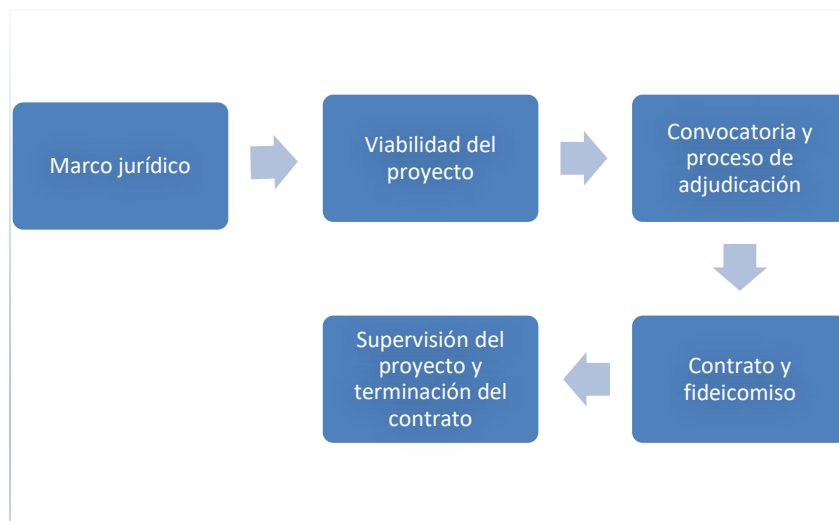 Marco jurídico
Viabilidad del
proyecto
Convocatoria y
proceso de
adjudicación
Contrato y
fideicomiso
Supervisión del
proyecto y
terminación del
contrato